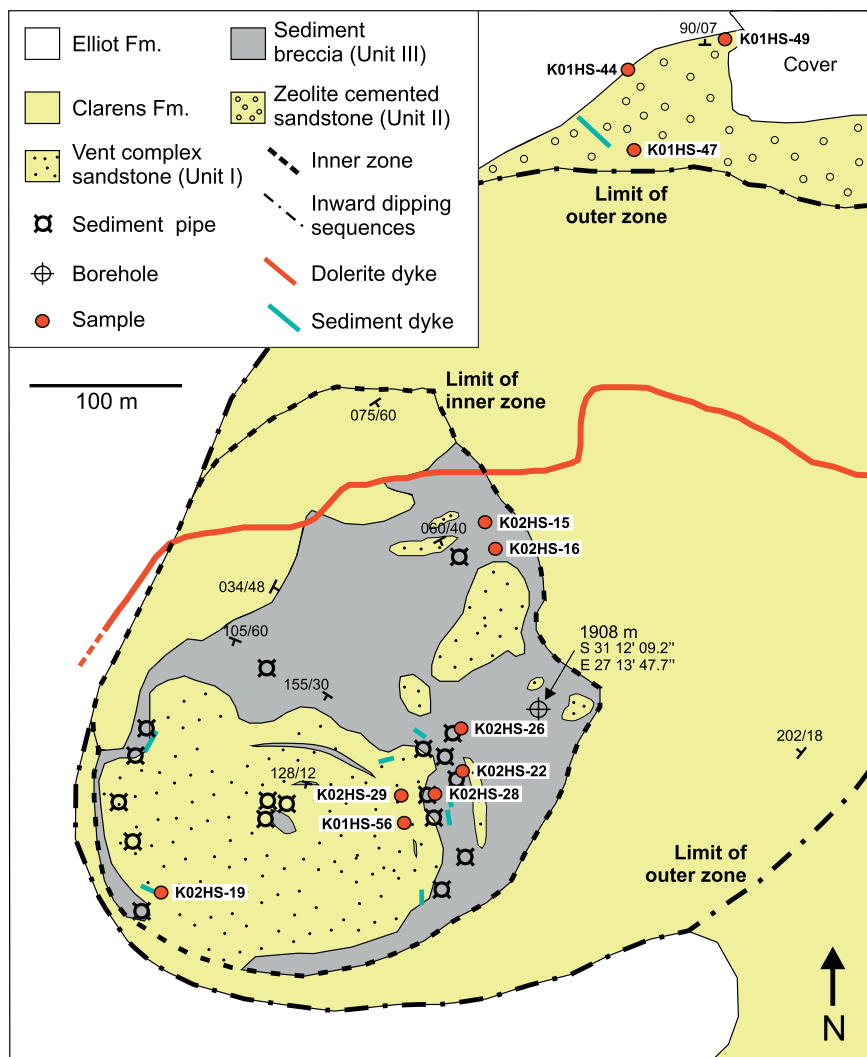 Elliot Fm.
Clarens Fm.
Vent complex
sandstone (Unit I)
Sediment pipe
Borehole
Sample
Sediment
breccia (Unit III)
Zeolite cemented
sandstone (Unit II)
Inner zone
Inward dipping
sequences
Dolerite dyke
Sediment dyke
90/07
K01HS-49
K01HS-44
Cover
K01HS-47
Limit of
outer zone
100 m
Limit of
inner zone
075/60
K02HS-15
060/40
K02HS-16
034/48
105/60
1908 m
S 31 12' 09.2"
E 27 13' 47.7"
155/30
K02HS-26
202/18
128/12
K02HS-22
K02HS-29
K02HS-28
K01HS-56
Limit of
outer zone
K02HS-19
N